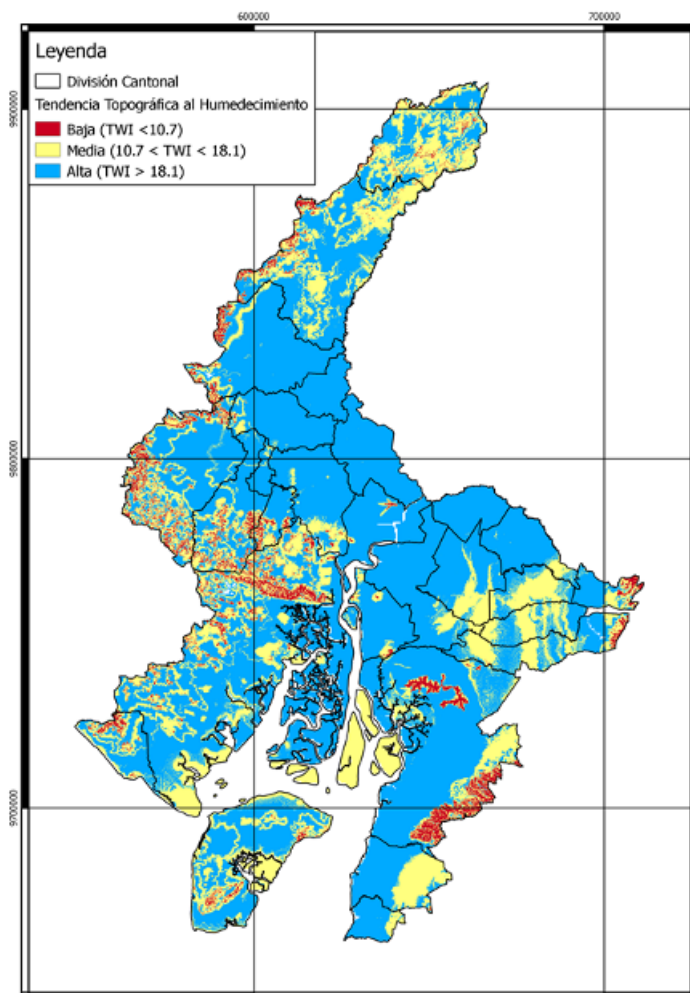 600000
700000
Leyenda
División Cantonal
Tendencia Topográfica al Humedecimiento
Baja (TWI <10.7)
Media (10.7 < TWI < 18.1)
Alta (TWI > 18.1)
9900000
9800000
9700000